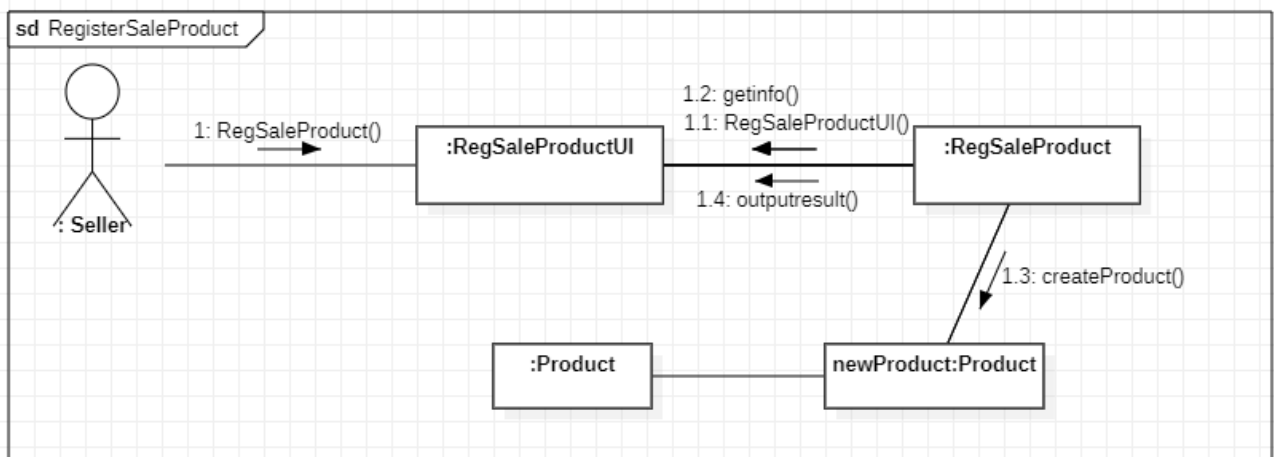 sd RegisterSaleProduct
1.2: getinfo()
1: RegSaleProduct()
1.1: RegSaleProductUI()
:RegSaleProductUI
:RegSaleProduct
1.4: outputresult()
: Seller
1.3: createProduct()
:Product
newProduct:Product